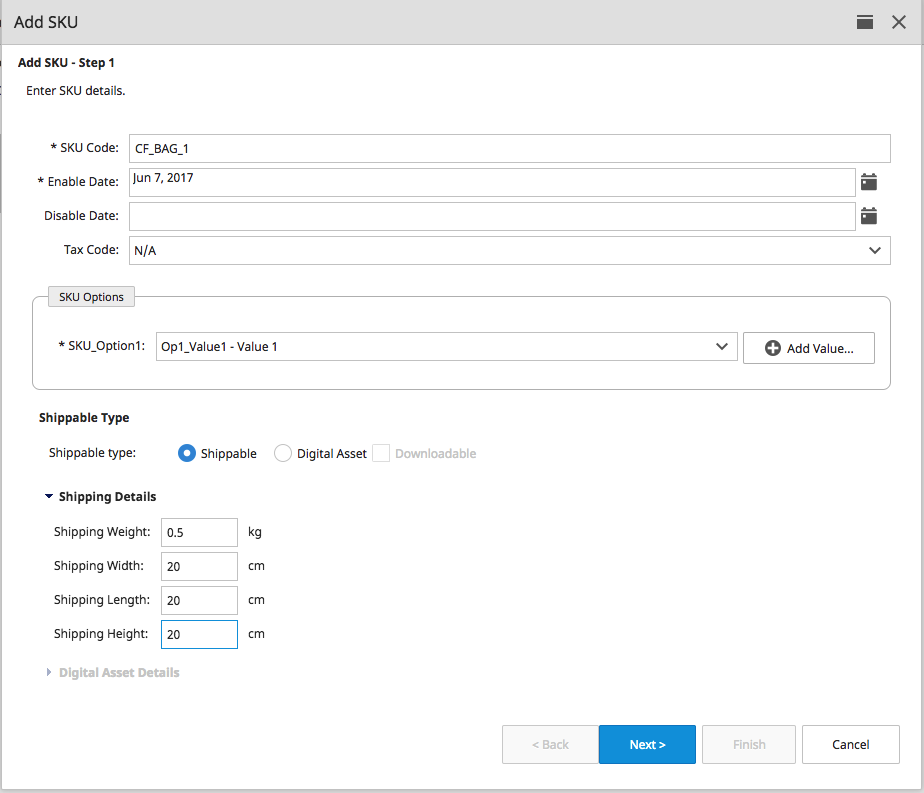 Add SKU
Add SKU - Step 1
Enter SKU details.
* SKU Code: CF_BAG_1
* Enable Date: Jun 7, 2017
Disable Date:
Tax Code: N/A
SKU Options
* SKU_Option1: Op1_Value1 - Value 1 Add Value...
Shippable Type
Shippable type: Shippable Digital Asset Downloadable
Shipping Details
Shipping Weight: 0.5 kg
Shipping Width: 20 cm
Shipping Length: 20 cm
Shipping Height: 20 cm
Digital Asset Details
< Back Next > Finish Cancel